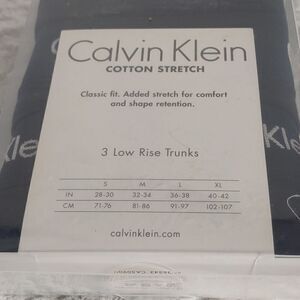 Calvin Klein
COTTON STRETCH
Classic fit. Added stretch for comfort
and shape retention.
Kle
Kle
3 Low Rise Trunks
S M L XL
IN 28-30 32-34 36-38 40-42
CM 71-76 81-86 91-97 102-107
calvinklein.com